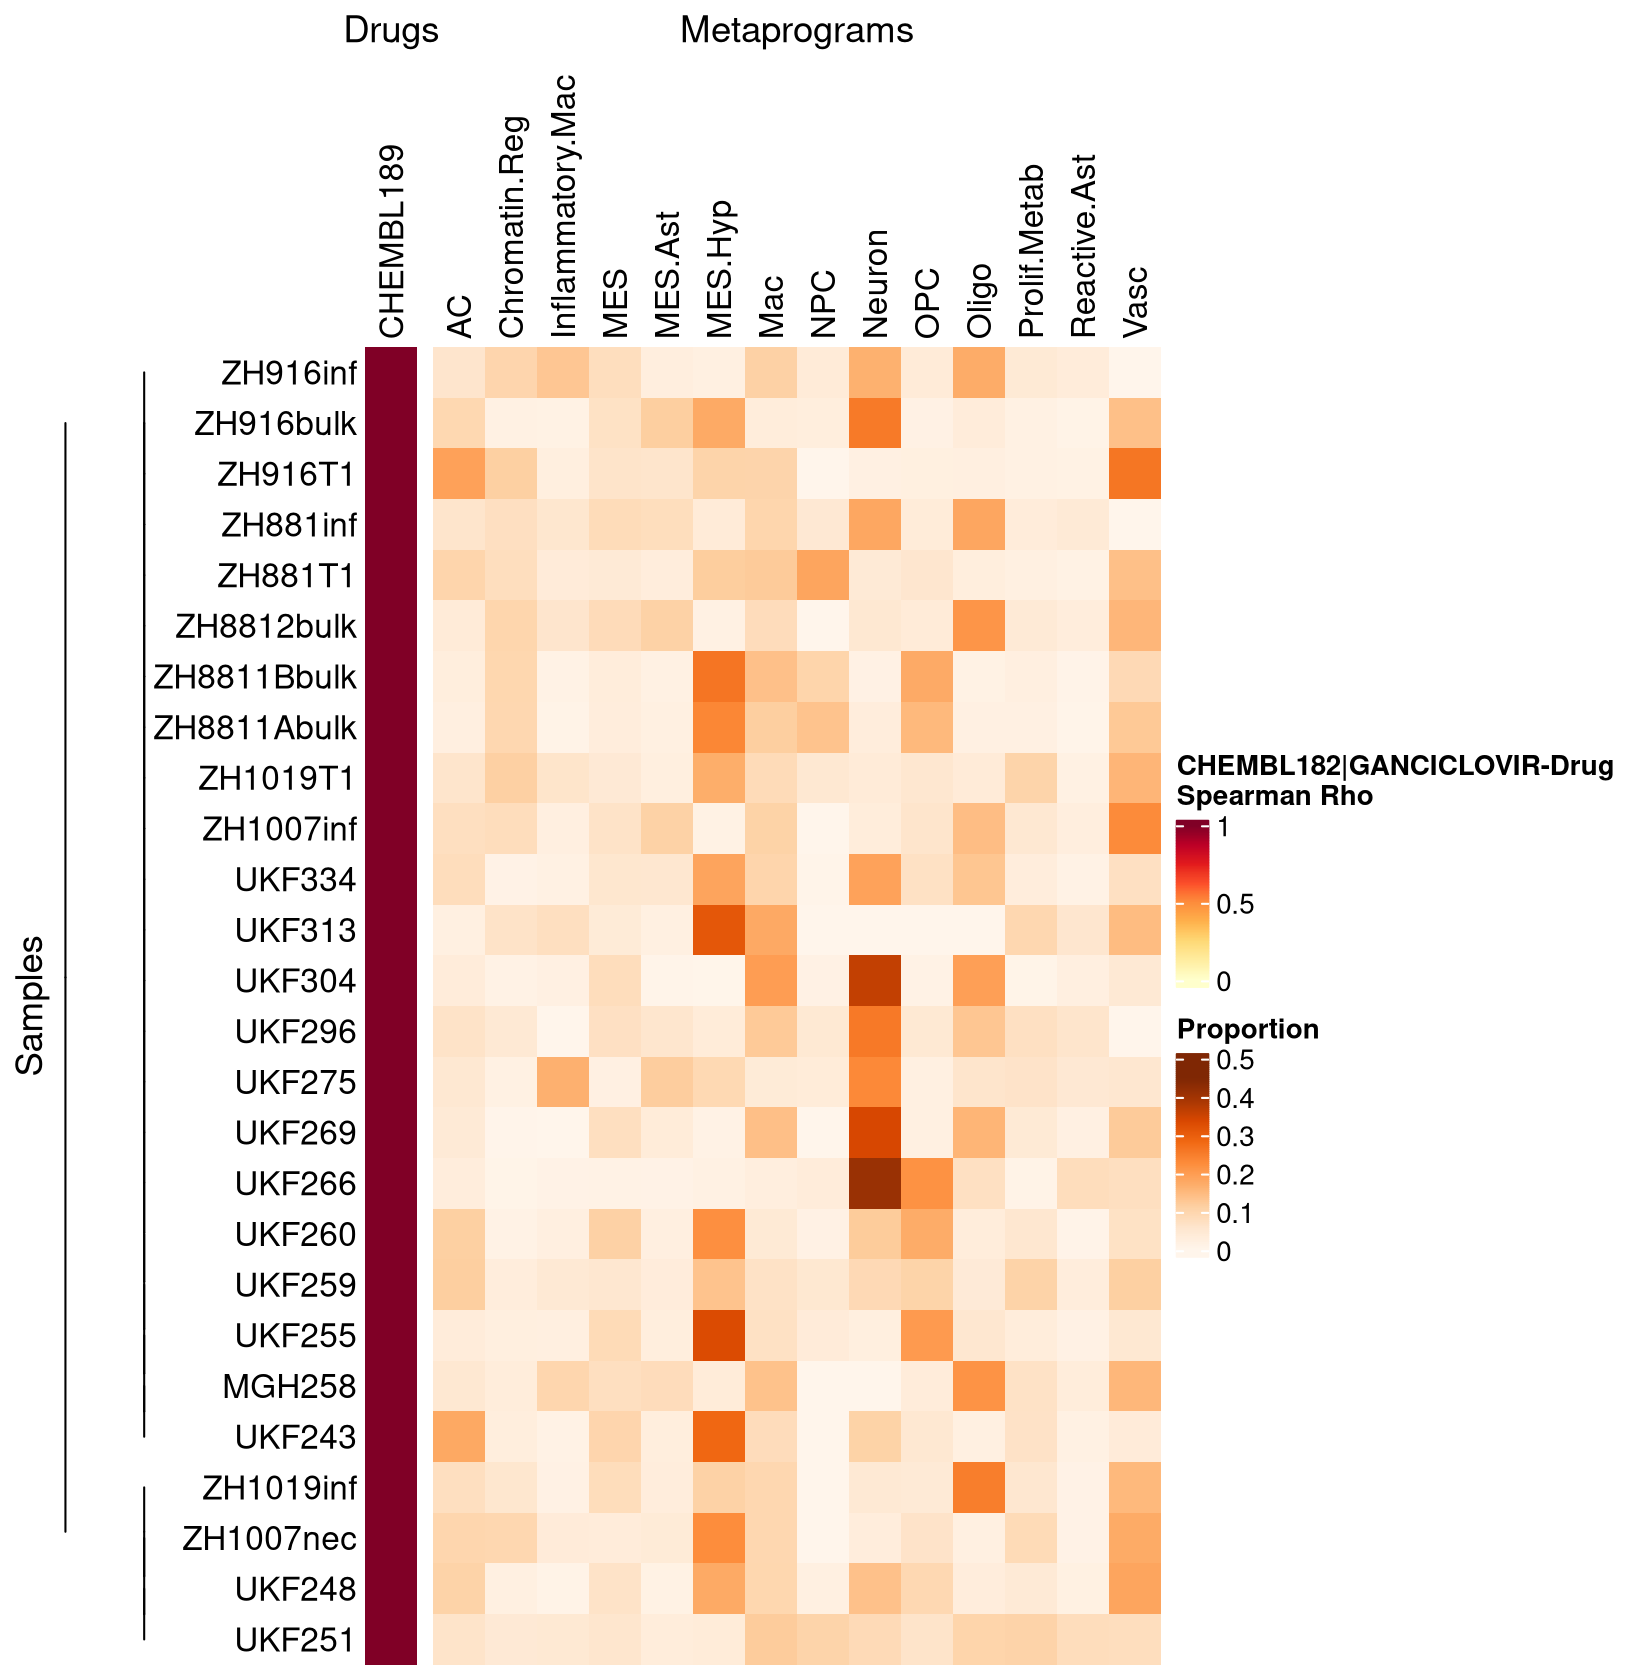 Drugs
Metaprograms
CHEMBL189
AC
Chromatin.Reg
Inflammatory.Mac
MES
MES.Ast
MES.Hyp
Mac
NPC
Neuron
OPC
Oligo
Prolif.Metab
Reactive.Ast
Vasc
Samples
ZH916inf
ZH916bulk
ZH916T1
ZH881inf
ZH881T1
ZH8812bulk
ZH8811Bbulk
ZH8811Abulk
ZH1019T1
ZH1007inf
UKF334
UKF313
UKF304
UKF296
UKF275
UKF269
UKF266
UKF260
UKF259
UKF255
MGH258
UKF243
ZH1019inf
ZH1007nec
UKF248
UKF251
CHEMBL182|GANCICLOVIR-Drug
Spearman Rho
1
0.5
0
Proportion
0.5
0.4
0.3
0.2
0.1
0